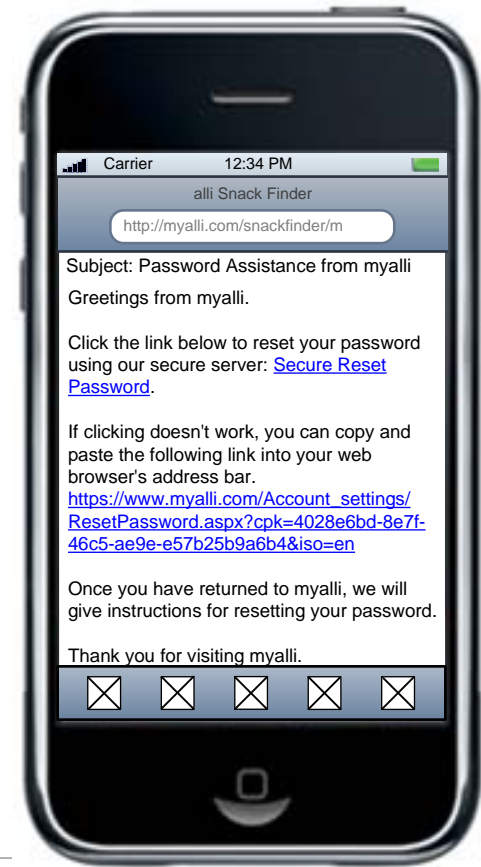 Carrier 12:34 PM
alli Snack Finder
http://myalli.com/snackfinder/m
Subject: Password Assistance from myalli
Greetings from myalli.
Click the link below to reset your password
using our secure server: Secure Reset
Password.
If clicking doesn't work, you can copy and
paste the following link into your web
browser's address bar.
https://www.myalli.com/Account_settings/
ResetPassword.aspx?cpk=4028e6bd-8e7f-
46c5-ae9e-e57b25b9a6b4&iso=en
Once you have returned to myalli, we will
give instructions for resetting your password.
Thank you for visiting myalli.